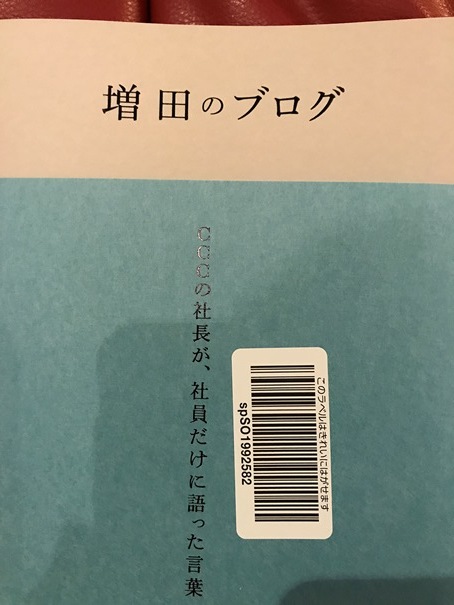 増田のブログ
CCCの社長が、社員だけに語った言葉
このラベルはきれいにはがせます
spSO1992582